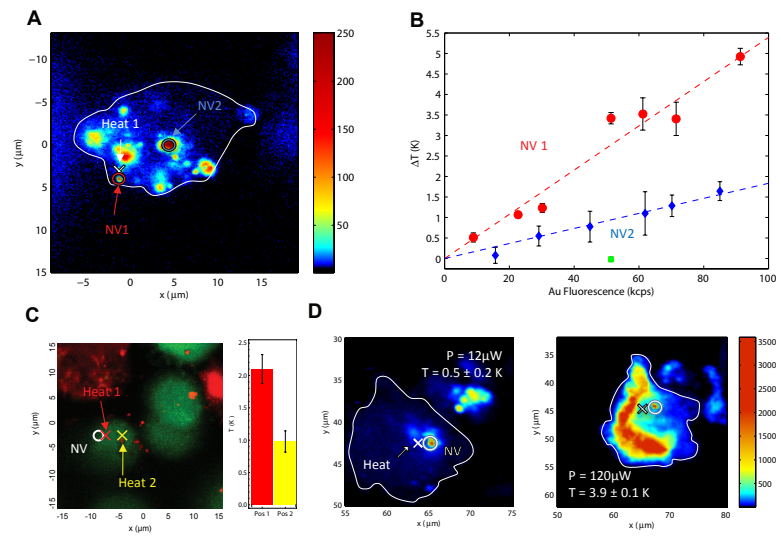 A
−10
−5
0
5
10
15
y (μm)
−5
0
5
10
15
x (μm)
Heat 1
NV2
NV1
250
200
150
100
50
B
5.5
5
4.5
4
3.5
3
2.5
2
1.5
1
0.5
0
ΔT (K)
0
20
40
60
80
100
Au Fluorescence (kcps)
NV 1
NV2
C
15
10
5
0
-5
-10
-15
y (μm)
-15
-10
-5
0
5
10
15
x (μm)
Heat 1
NV
Heat 2
2.5
2.0
1.5
1.0
0.5
0.0
T (K)
Pos 1
Pos 2
D
30
35
40
45
50
y (μm)
55
60
65
70
75
x (μm)
P = 12μW
T = 0.5 ± 0.2 K
Heat
NV
35
40
45
50
55
60
y (μm)
50
60
70
80
x (μm)
P = 120μW
T = 3.9 ± 0.1 K
3500
3000
2500
2000
1500
1000
500
0